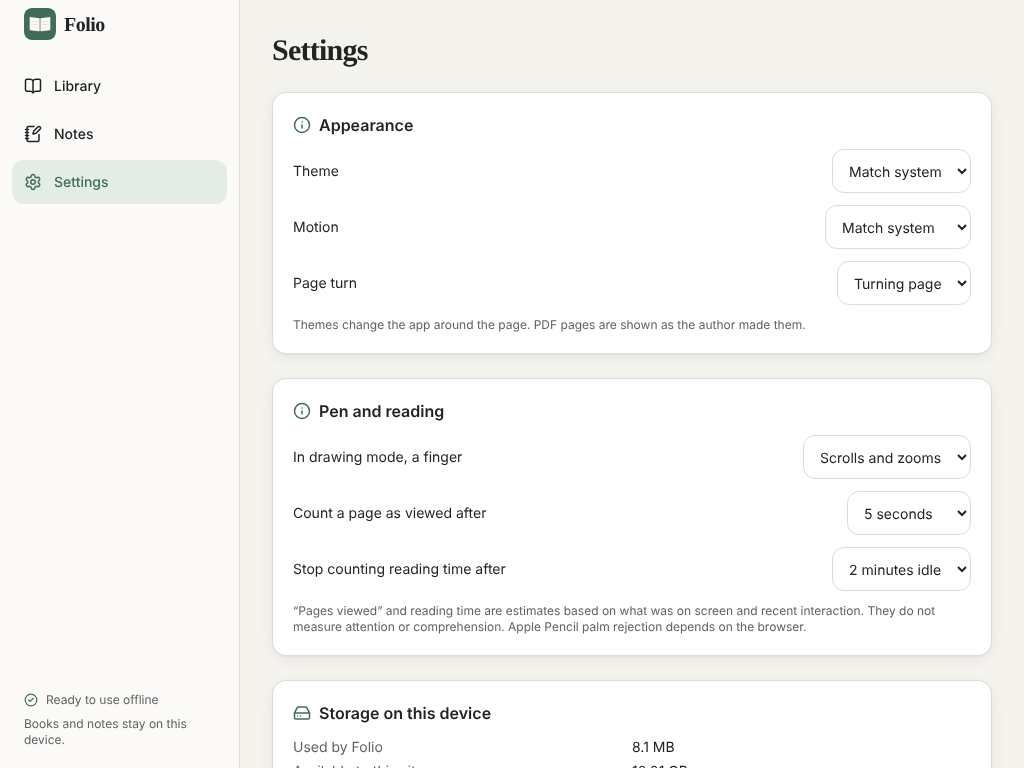 Folio
Library
Notes
Settings
Ready to use offline
Books and notes stay on this
device.
Settings
Appearance
Theme
Match system
Motion
Match system
Page turn
Turning page
Themes change the app around the page. PDF pages are shown as the author made them.
Pen and reading
In drawing mode, a finger
Scrolls and zooms
Count a page as viewed after
5 seconds
Stop counting reading time after
2 minutes idle
“Pages viewed” and reading time are estimates based on what was on screen and recent interaction. They do not
measure attention or comprehension. Apple Pencil palm rejection depends on the browser.
Storage on this device
Used by Folio
8.1 MB